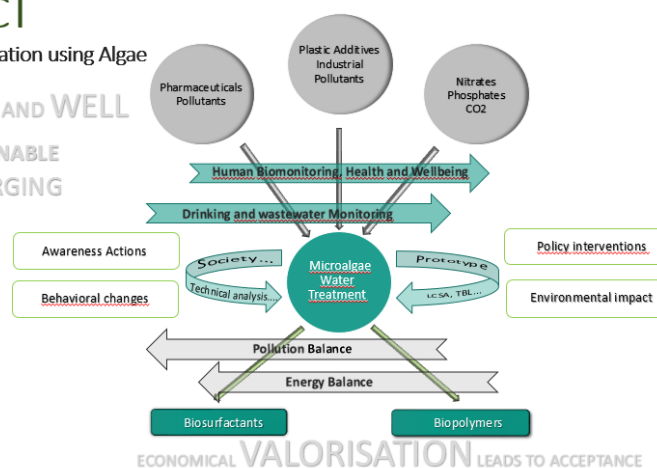 ation using Algae
AND WELL
NABLE
RGING
Pharmaceuticals
Pollutants
Plastic Additives
Industrial
Pollutants
Nitrates
Phosphates
CO2
Human Biomonitoring, Health and Wellbeing
Drinking and wastewater Monitoring
Awareness Actions
Behavioral changes
Society...
Technical analysis....
Microalgae
Water
Treatment
Prototype
LCSA, TBL...
Policy interventions
Environmental impact
Pollution Balance
Energy Balance
Biosurfactants
Biopolymers
ECONOMICAL VALORISATION LEADS TO ACCEPTANCE